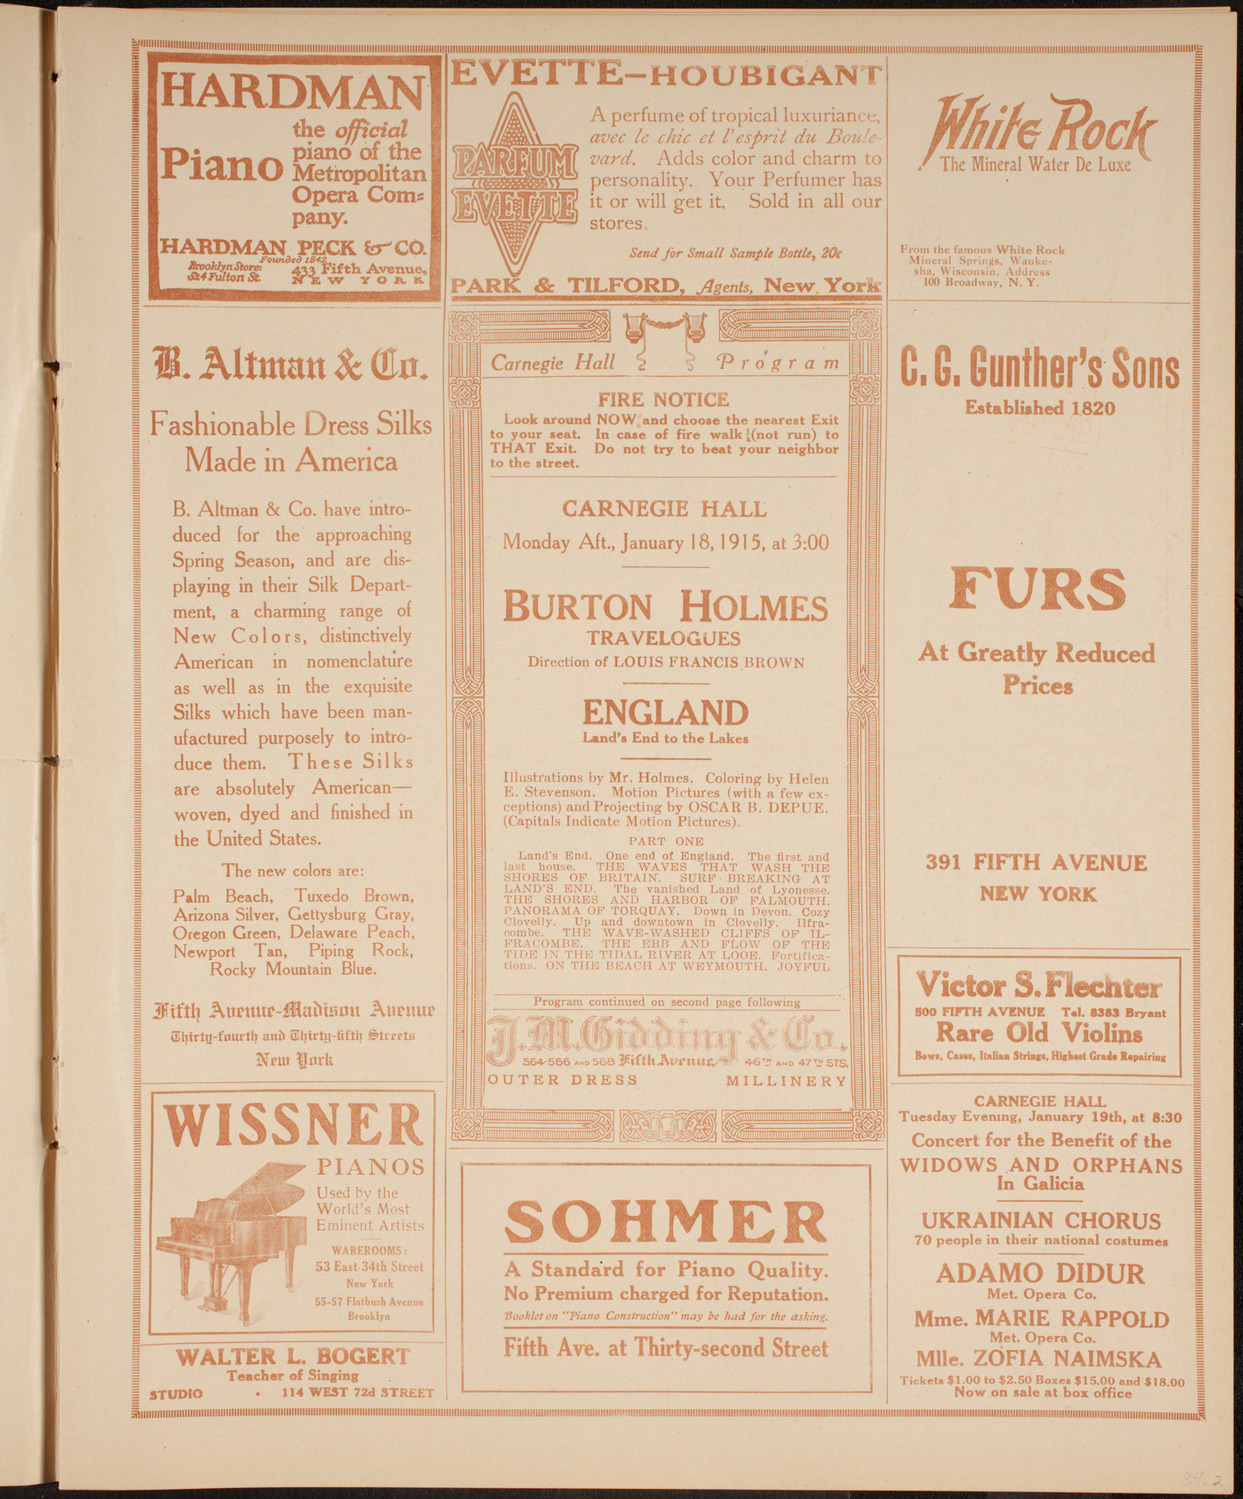 HARDMAN
Piano
the official
piano of the
Metropolitan
Opera Com=
pany.
HARDMAN, PECK & CO.
Founded 1842
Brooklyn Store:
524 Fulton St.
433 Fifth Avenue,
NEW YORK
B. Altman & Co.
Fashionable Dress Silks
Made in America
B. Altman & Co. have intro-
duced for the approaching
Spring Season, and are dis-
playing in their Silk Depart-
ment, a charming range of
New Colors, distinctively
American in nomenclature
as well as in the exquisite
Silks which have been man-
ufactured purposely to intro-
duce them. These Silks
are absolutely American—
woven, dyed and finished in
the United States.
The new colors are:
Palm Beach, Tuxedo Brown,
Arizona Silver, Gettysburg Gray,
Oregon Green, Delaware Peach,
Newport Tan, Piping Rock,
Rocky Mountain Blue.
Fifth Avenue-Madison Avenue
Thirty-fourth and Thirty-fifth Streets
New York
WISSNER
PIANOS
Used by the
World's Most
Eminent Artists
WAREROOMS:
53 East 34th Street
New York
55-57 Flatbush Avenue
Brooklyn
WALTER L. BOGERT
Teacher of Singing
STUDIO • 114 WEST 72d STREET
EVETTE—HOUBIGANT
PARFUM
EVETTE
A perfume of tropical luxuriance,
avec le chic et l'esprit du Boule-
vard. Adds color and charm to
personality. Your Perfumer has
it or will get it. Sold in all our
stores.
Send for Small Sample Bottle, 20c
PARK & TILFORD, Agents, New York
Carnegie Hall Program
FIRE NOTICE
Look around NOW and choose the nearest Exit
to your seat. In case of fire walk (not run) to
THAT Exit. Do not try to beat your neighbor
to the street.
CARNEGIE HALL
Monday Aft., January 18, 1915, at 3:00
BURTON HOLMES
TRAVELOGUES
Direction of LOUIS FRANCIS BROWN
ENGLAND
Land's End to the Lakes
Illustrations by Mr. Holmes. Coloring by Helen
E. Stevenson. Motion Pictures (with a few ex-
ceptions) and Projecting by OSCAR B. DEPUE.
(Capitals Indicate Motion Pictures).
PART ONE
Land's End. One end of England. The first and
last house. THE WAVES THAT WASH THE
SHORES OF BRITAIN. SURF BREAKING AT
LAND'S END. The vanished Land of Lyonesse.
THE SHORES AND HARBOR OF FALMOUTH.
PANORAMA OF TORQUAY. Down in Devon. Cozy
Clovelly. Up and downtown in Clovelly. Ilfra-
combe. THE WAVE-WASHED CLIFFS OF IL-
FRACOMBE. THE EBB AND FLOW OF THE
TIDE IN THE TIDAL RIVER AT LOOE. Fortifica-
tions. ON THE BEACH AT WEYMOUTH. JOYFUL
Program continued on second page following
J.M. Gidding & Co.
564-566 AND 568 Fifth Avenue 46TH AND 47TH STS.
OUTER DRESS MILLINERY
SOHMER
A Standard for Piano Quality.
No Premium charged for Reputation.
Booklet on "Piano Construction" may be had for the asking.
Fifth Ave. at Thirty-second Street
White Rock
The Mineral Water De Luxe
From the famous White Rock
Mineral Springs, Wauke-
sha, Wisconsin. Address
100 Broadway, N. Y.
C. G. Gunther's Sons
Established 1820
FURS
At Greatly Reduced
Prices
391 FIFTH AVENUE
NEW YORK
Victor S. Flechter
500 FIFTH AVENUE Tel. 8383 Bryant
Rare Old Violins
Bows, Cases, Italian Strings, Highest Grade Repairing
CARNEGIE HALL
Tuesday Evening, January 19th, at 8:30
Concert for the Benefit of the
WIDOWS AND ORPHANS
In Galicia
UKRAINIAN CHORUS
70 people in their national costumes
ADAMO DIDUR
Met. Opera Co.
Mme. MARIE RAPPOLD
Met. Opera Co.
Mlle. ZOFIA NAIMSKA
Tickets $1.00 to $2.50 Boxes $15.00 and $18.00
Now on sale at box office
84.2